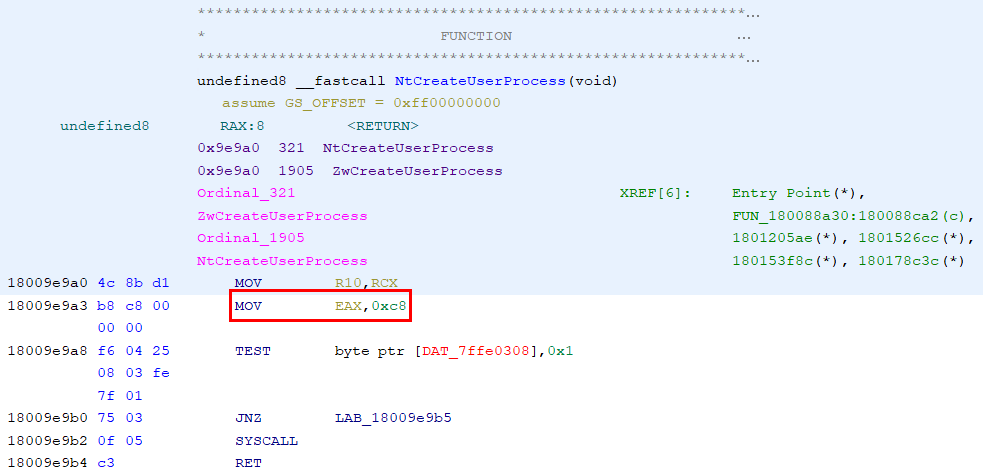 *************************************************************...
* FUNCTION ...
*************************************************************...
undefined8 __fastcall NtCreateUserProcess(void)
assume GS_OFFSET = 0xff00000000
undefined8 RAX:8 <RETURN>
0x9e9a0 321 NtCreateUserProcess
0x9e9a0 1905 ZwCreateUserProcess
Ordinal_321 XREF[6]: Entry Point(*),
ZwCreateUserProcess FUN_180088a30:180088ca2(c),
Ordinal_1905 1801205ae(*), 1801526cc(*),
NtCreateUserProcess 180153f8c(*), 180178c3c(*)
18009e9a0 4c 8b d1 MOV R10,RCX
18009e9a3 b8 c8 00 MOV EAX,0xc8
00 00
18009e9a8 f6 04 25 TEST byte ptr [DAT_7ffe0308],0x1
08 03 fe
7f 01
18009e9b0 75 03 JNZ LAB_18009e9b5
18009e9b2 0f 05 SYSCALL
18009e9b4 c3 RET